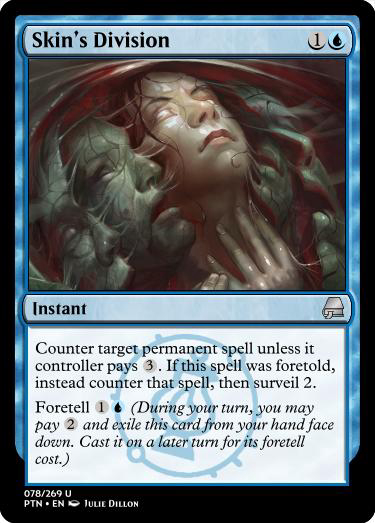 Skin's Division 1
Instant
Counter target permanent spell unless it
controller pays 3. If this spell was foretold,
instead counter that spell, then surveil 2.
Foretell 1 (During your turn, you may
pay 2 and exile this card from your hand face
down. Cast it on a later turn for its foretell
cost.)
078/269 U
PTN • EN JULIE DILLON